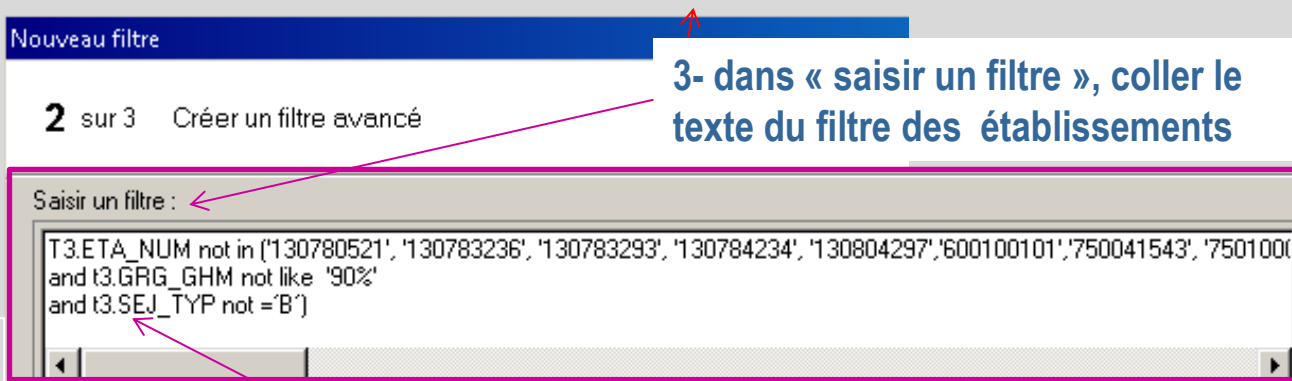 Nouveau filtre
3- dans « saisir un filtre », coller le
texte du filtre des établissements
2 sur 3 Créer un filtre avancé
Saisir un filtre :
T3.ETA_NUM not in ('130780521', '130783236', '130783293', '130784234', '130804297','600100101','750041543', '750100
and t3.GRG_GHM not like '90%'
and t3.SEJ_TYP not =´B´)